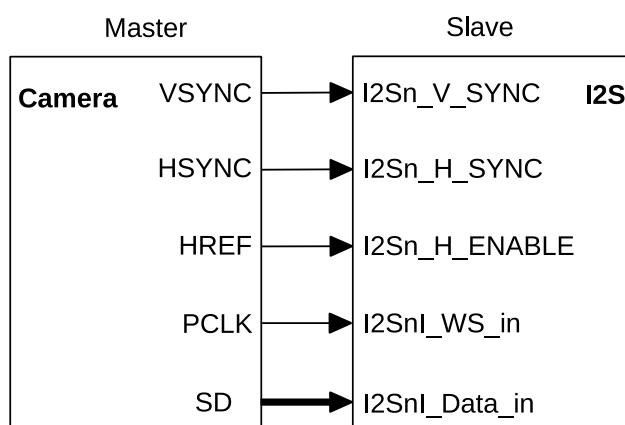 Master Slave
Camera VSYNC I2Sn_V_SYNC I2S
HSYNC I2Sn_H_SYNC
HREF I2Sn_H_ENABLE
PCLK I2SnI_WS_in
SD I2SnI_Data_in